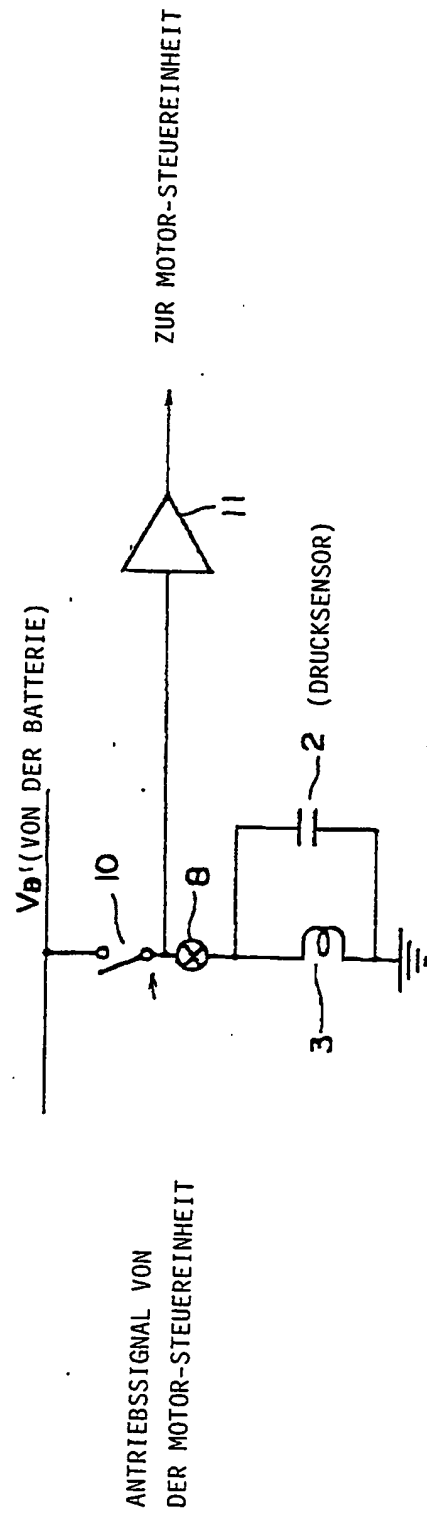 VB' (VON DER BATTERIE)
10
ANTRIEBSSIGNAL VON
DER MOTOR-STEUEREINHEIT
8
11
ZUR MOTOR-STEUEREINHEIT
3
2 (DRUCKSENSOR)